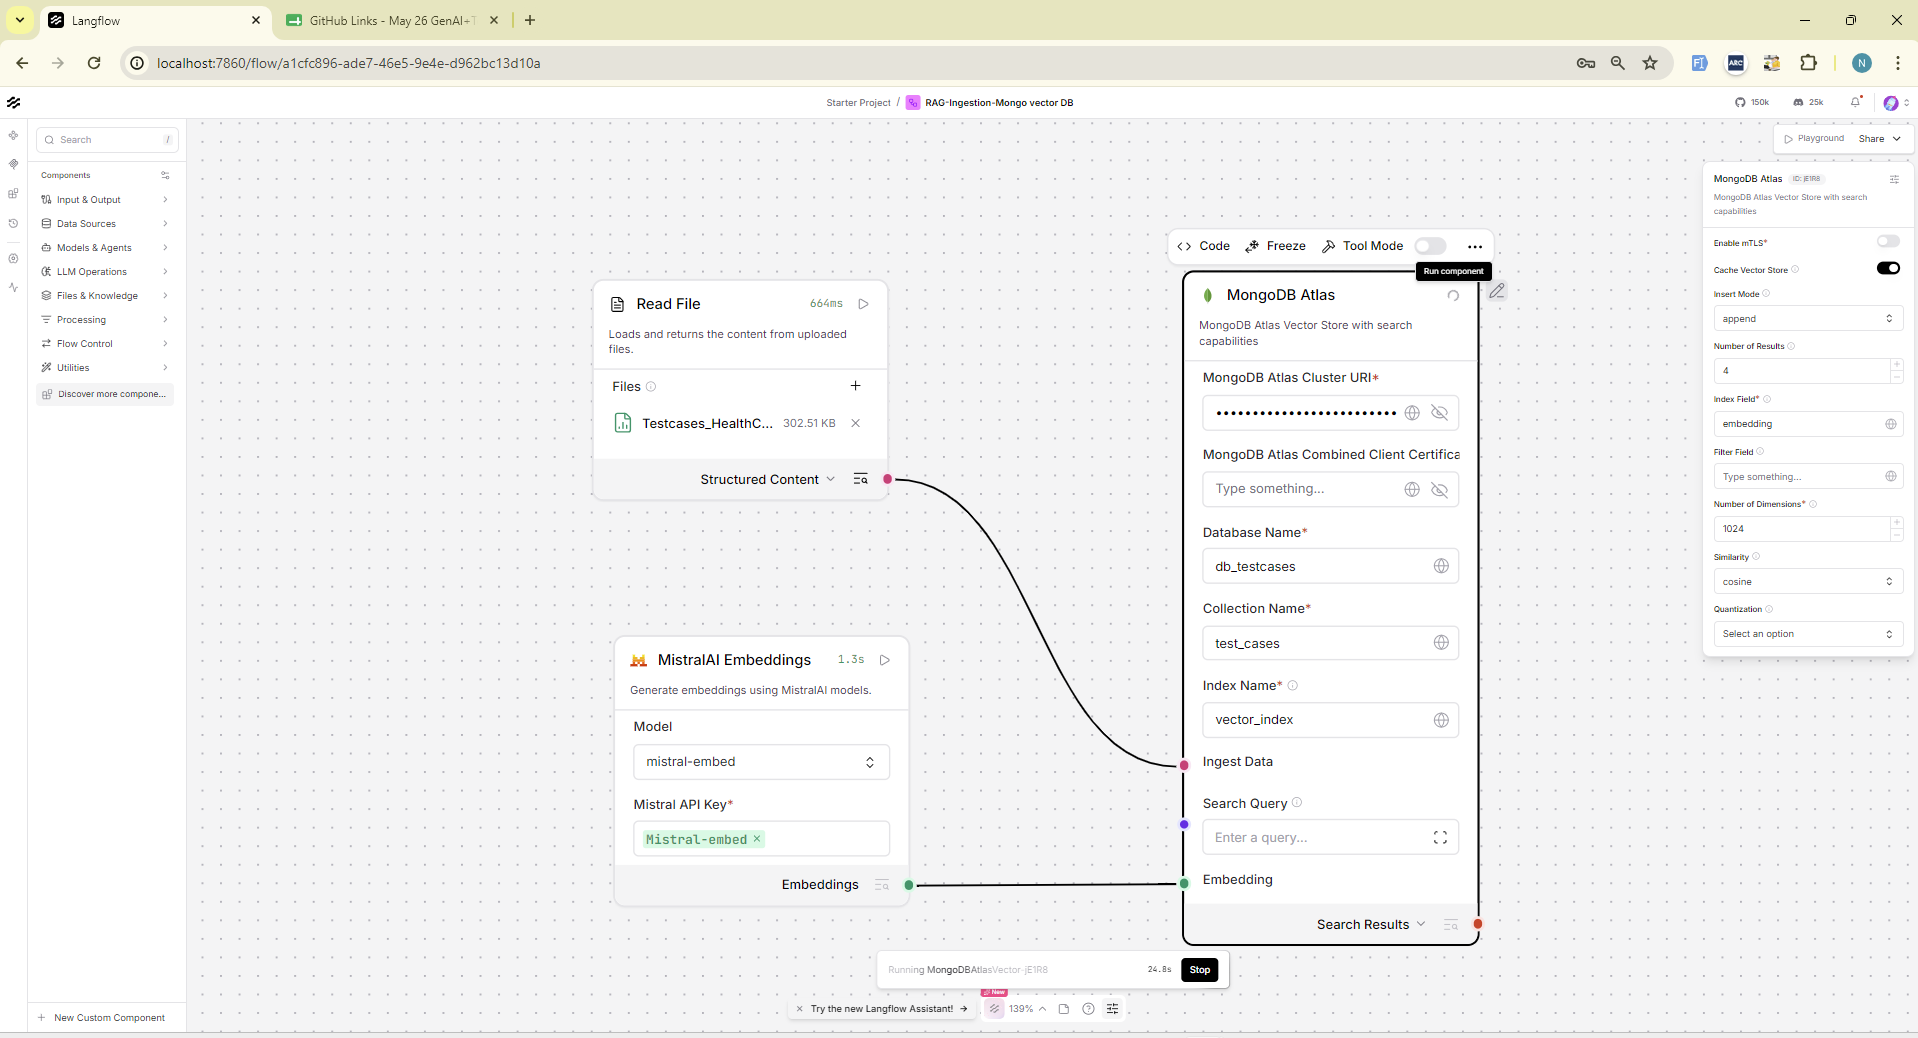 Langflow
GitHub Links - May 26 GenAI+T
localhost:7860/flow/a1cfc896-ade7-46e5-9e4e-d962bc13d10a
ARC
N
Starter Project / RAG-Ingestion-Mongo vector DB
150k
25k
Search /
Playground
Share
Components
Input & Output
Data Sources
Models & Agents
LLM Operations
Files & Knowledge
Processing
Flow Control
Utilities
Discover more compone...
New Custom Component
Read File
664ms
Loads and returns the content from uploaded
files.
Files
Testcases_HealthC...
302.51 KB
Structured Content
MistralAI Embeddings
1.3s
Generate embeddings using MistralAI models.
Model
mistral-embed
Mistral API Key*
Mistral-embed
Embeddings
Code
Freeze
Tool Mode
Run component
MongoDB Atlas
MongoDB Atlas Vector Store with search
capabilities
MongoDB Atlas Cluster URI*
•••••••••••••••••••••••••
MongoDB Atlas Combined Client Certifica
Type something...
Database Name*
db_testcases
Collection Name*
test_cases
Index Name*
vector_index
Ingest Data
Search Query
Enter a query...
Embedding
Search Results
Running MongoDBAtlasVector-jE1R8
24.8s
Stop
Try the new Langflow Assistant!
New
139%
MongoDB Atlas
ID: jE1R8
MongoDB Atlas Vector Store with search
capabilities
Enable mTLS*
Cache Vector Store
Insert Mode
append
Number of Results
4
Index Field*
embedding
Filter Field
Type something...
Number of Dimensions*
1024
Similarity
cosine
Quantization
Select an option